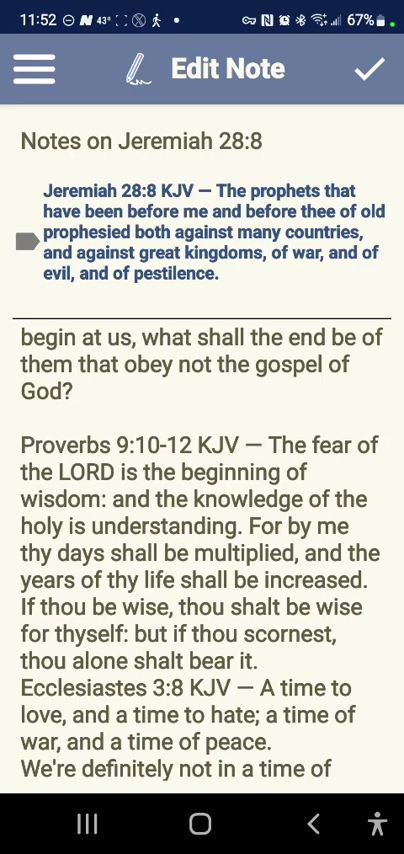 11:52 43° 67%
Edit Note
Notes on Jeremiah 28:8
Jeremiah 28:8 KJV — The prophets that
have been before me and before thee of old
prophesied both against many countries,
and against great kingdoms, of war, and of
evil, and of pestilence.
begin at us, what shall the end be of
them that obey not the gospel of
God?
Proverbs 9:10-12 KJV — The fear of
the LORD is the beginning of
wisdom: and the knowledge of the
holy is understanding. For by me
thy days shall be multiplied, and the
years of thy life shall be increased.
If thou be wise, thou shalt be wise
for thyself: but if thou scornest,
thou alone shalt bear it.
Ecclesiastes 3:8 KJV — A time to
love, and a time to hate; a time of
war, and a time of peace.
We're definitely not in a time of